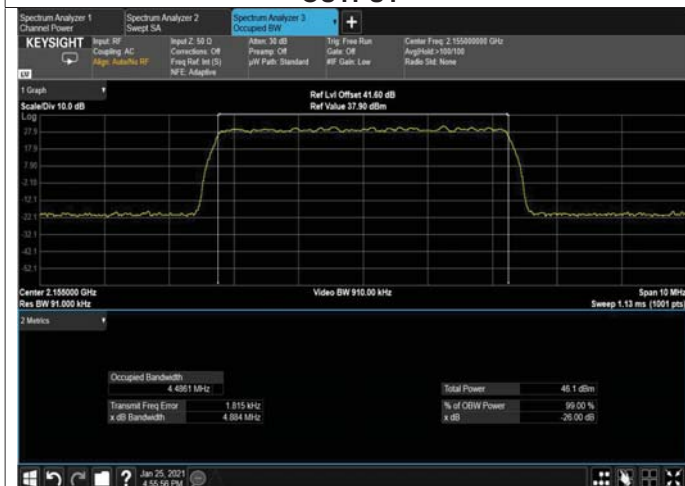 Spectrum Analyzer 1
Channel Power
Spectrum Analyzer 2
Swept SA
Spectrum Analyzer 3
Occupied BW
+
KEYSIGHT
Input: RF
Coupling: AC
Align: Auto/No RF
Input Z: 50 Ω
Corrections: Off
Freq Ref: Int (S)
NFE: Adaptive
Atten: 30 dB
Preamp: Off
µW Path: Standard
Trig: Free Run
Gate: Off
#IF Gain: Low
Center Freq: 2.155000000 GHz
Avg|Hold:>100/100
Radio Std: None
1 Graph
Scale/Div 10.0 dB
Ref Lvl Offset 41.60 dB
Ref Value 37.90 dBm
Log
27.9
17.9
7.90
-2.10
-12.1
-22.1
-32.1
-42.1
-52.1
Center 2.155000 GHz
Res BW 91.000 kHz
Video BW 910.00 kHz
Span 10 MHz
Sweep 1.13 ms (1001 pts)
2 Metrics
Occupied Bandwidth
4.4861 MHz
Transmit Freq Error 1.815 kHz
x dB Bandwidth 4.884 MHz
Total Power 46.1 dBm
% of OBW Power 99.00 %
x dB -26.00 dB
?
Jan 25, 2021
4:55:56 PM